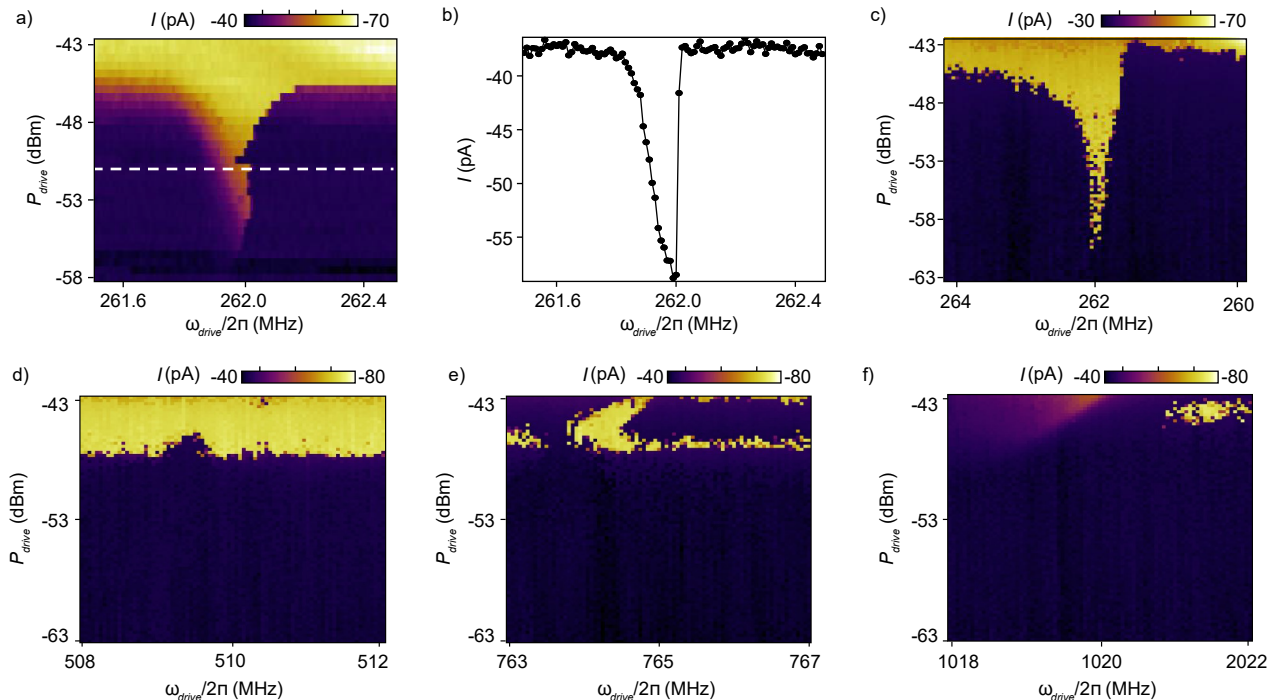 a)
I (pA) -40 -70
-43
-48
-53
-58
P_drive (dBm)
261.6 262.0 262.4
ω_drive/2π (MHz)
b)
-40
-45
-50
-55
I (pA)
261.6 262.0 262.4
ω_drive/2π (MHz)
c)
I (pA) -30 -70
-43
-48
-53
-58
-63
P_drive (dBm)
264 262 260
ω_drive/2π (MHz)
d)
I (pA) -40 -80
-43
-53
-63
P_drive (dBm)
508 510 512
ω_drive/2π (MHz)
e)
I (pA) -40 -80
-43
-53
-63
P_drive (dBm)
763 765 767
ω_drive/2π (MHz)
f)
I (pA) -40 -80
-43
-53
-63
P_drive (dBm)
1018 1020 2022
ω_drive/2π (MHz)